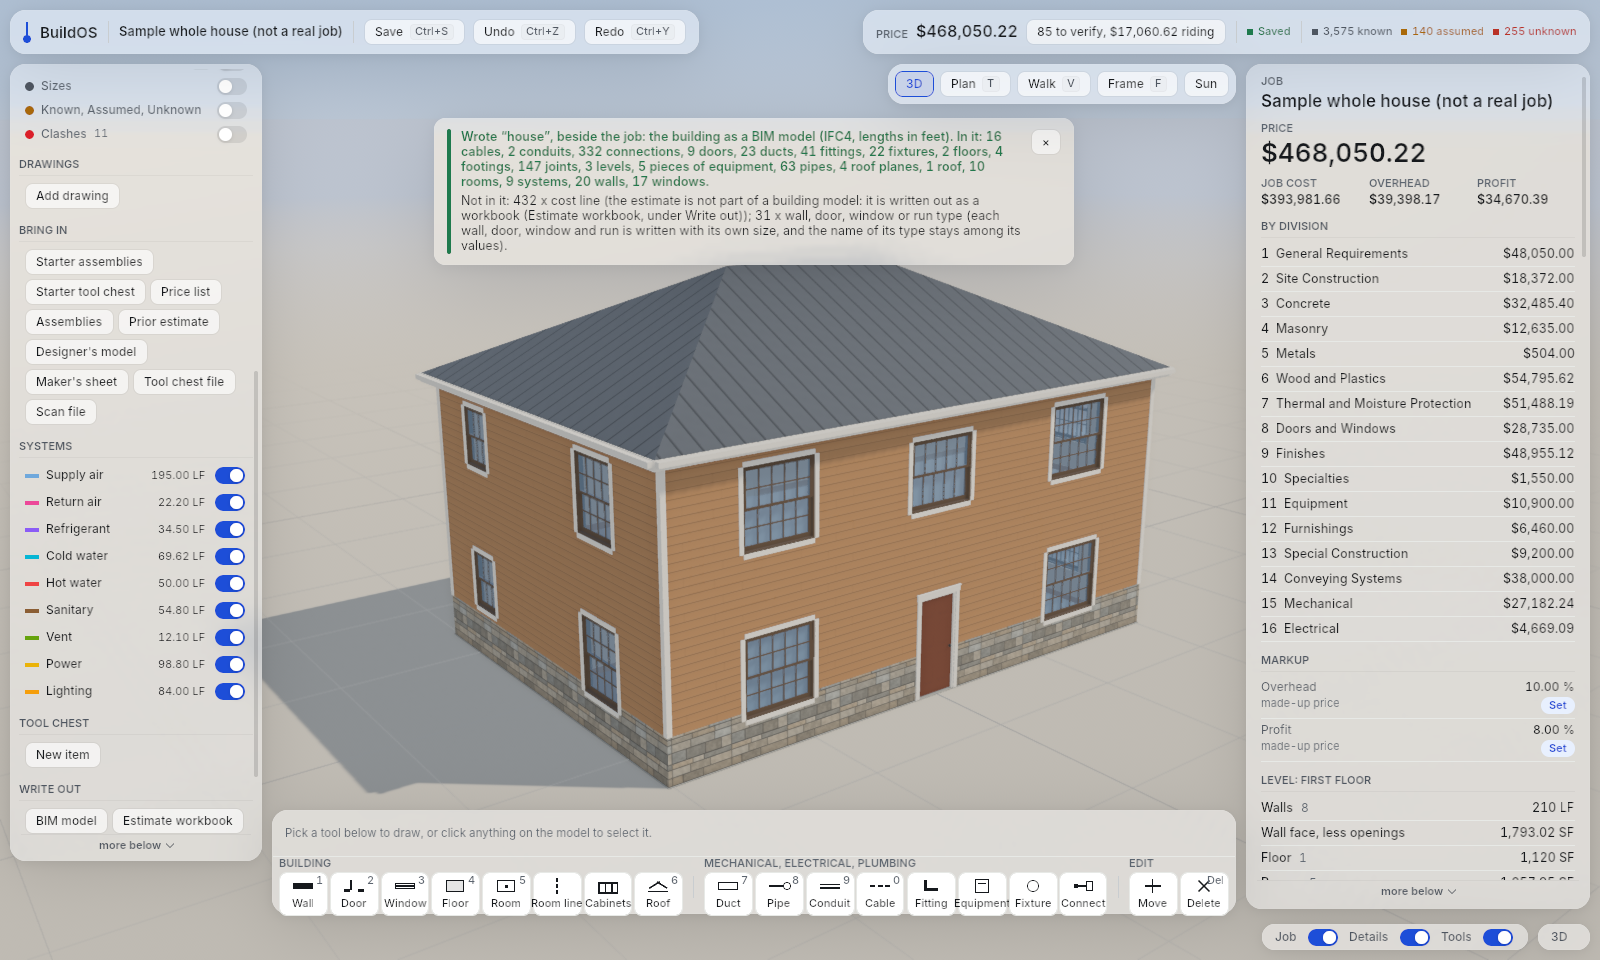 BuildOS
Sample whole house (not a real job)
Save Ctrl+S
Undo Ctrl+Z
Redo Ctrl+Y
PRICE $468,050.22
85 to verify, $17,060.62 riding
Saved
3,575 known
140 assumed
255 unknown
Sizes
Known, Assumed, Unknown
Clashes 11
DRAWINGS
Add drawing
BRING IN
Starter assemblies
Starter tool chest
Price list
Assemblies
Prior estimate
Designer's model
Maker's sheet
Tool chest file
Scan file
SYSTEMS
Supply air 195.00 LF
Return air 22.20 LF
Refrigerant 34.50 LF
Cold water 69.62 LF
Hot water 50.00 LF
Sanitary 54.80 LF
Vent 12.10 LF
Power 98.80 LF
Lighting 84.00 LF
TOOL CHEST
New item
WRITE OUT
BIM model
Estimate workbook
more below
3D
Plan T
Walk V
Frame F
Sun
Wrote “house”, beside the job: the building as a BIM model (IFC4, lengths in feet). In it: 16
cables, 2 conduits, 332 connections, 9 doors, 23 ducts, 41 fittings, 22 fixtures, 2 floors, 4
footings, 147 joints, 3 levels, 5 pieces of equipment, 63 pipes, 4 roof planes, 1 roof, 10
rooms, 9 systems, 20 walls, 17 windows.
Not in it: 432 x cost line (the estimate is not part of a building model: it is written out as a
workbook (Estimate workbook, under Write out)); 31 x wall, door, window or run type (each
wall, door, window and run is written with its own size, and the name of its type stays among its
values).
×
Pick a tool below to draw, or click anything on the model to select it.
BUILDING
Wall 1
Door 2
Window 3
Floor 4
Room 5
Room line
Cabinets
Roof 6
MECHANICAL, ELECTRICAL, PLUMBING
Duct 7
Pipe 8
Conduit 9
Cable 0
Fitting
Equipment
Fixture
Connect
EDIT
Move
Delete Del
JOB
Sample whole house (not a real job)
PRICE
$468,050.22
JOB COST OVERHEAD PROFIT
$393,981.66 $39,398.17 $34,670.39
BY DIVISION
1 General Requirements $48,050.00
2 Site Construction $18,372.00
3 Concrete $32,485.40
4 Masonry $12,635.00
5 Metals $504.00
6 Wood and Plastics $54,795.62
7 Thermal and Moisture Protection $51,488.19
8 Doors and Windows $28,735.00
9 Finishes $48,955.12
10 Specialties $1,550.00
11 Equipment $10,900.00
12 Furnishings $6,460.00
13 Special Construction $9,200.00
14 Conveying Systems $38,000.00
15 Mechanical $27,182.24
16 Electrical $4,669.09
MARKUP
Overhead 10.00 %
made-up price Set
Profit 8.00 %
made-up price Set
LEVEL: FIRST FLOOR
Walls 8 210 LF
Wall face, less openings 1,793.02 SF
Floor 1 1,120 SF
more below
Job
Details
Tools
3D